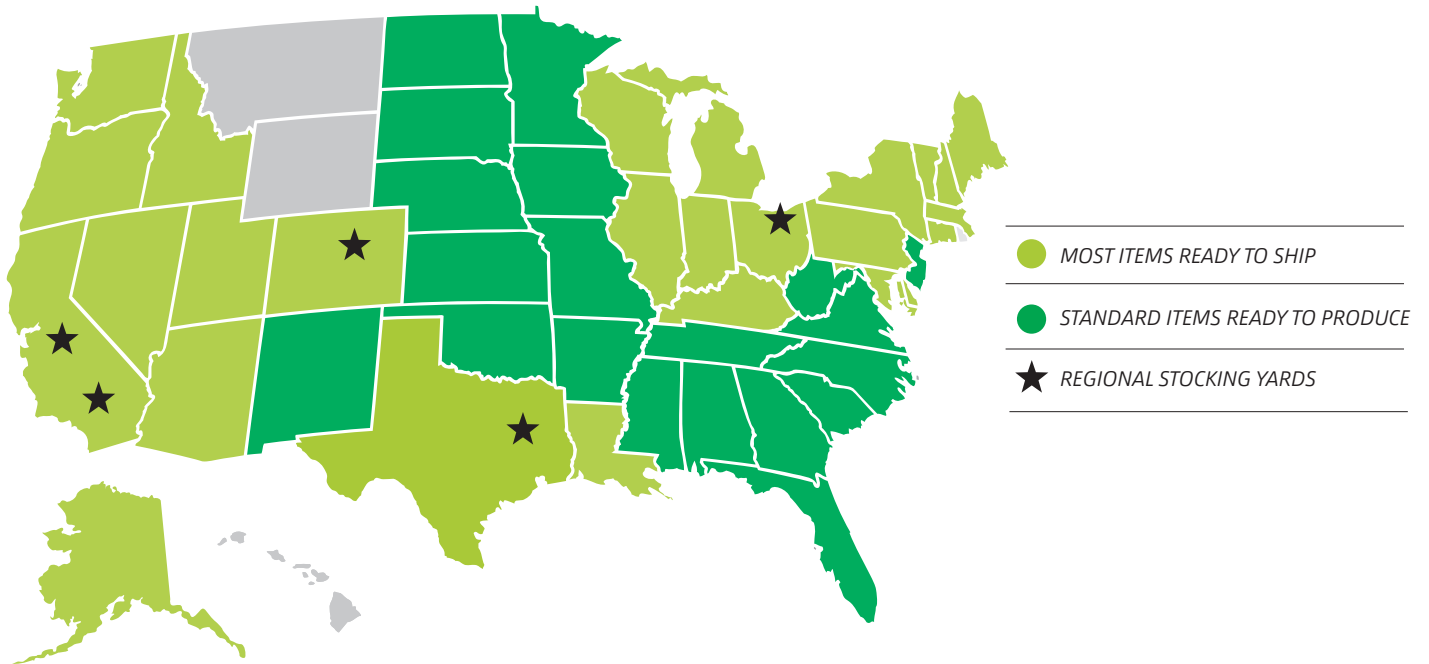 MOST ITEMS READY TO SHIP
STANDARD ITEMS READY TO PRODUCE
REGIONAL STOCKING YARDS